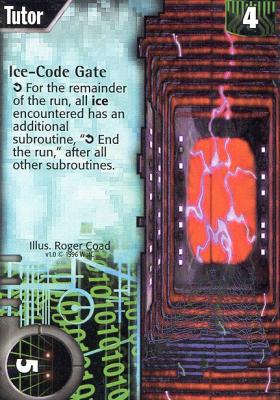 Tutor
4
Ice-Code Gate
➲ For the remainder
of the run, all ice
encountered has an
additional
subroutine, "➲ End
the run," after all
other subroutines.
Illus. Roger Coad
v1.0 © 1996 WotC
5